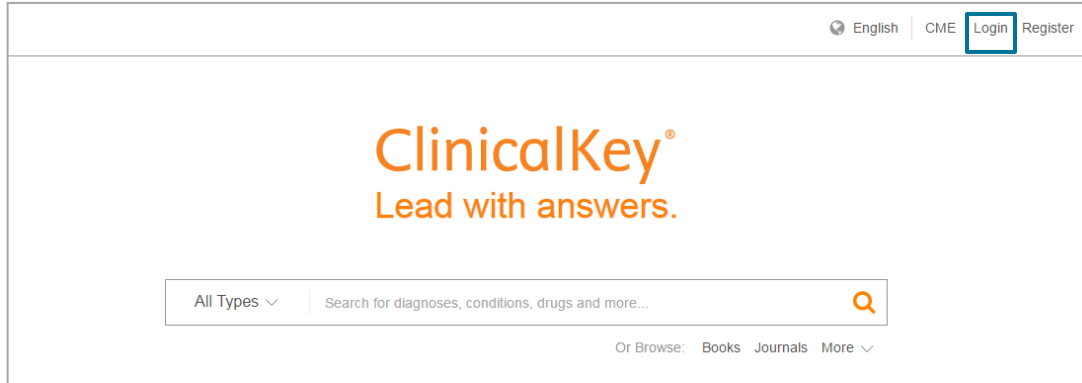 English CME Login Register
ClinicalKey®
Lead with answers.
All Types Search for diagnoses, conditions, drugs and more...
Or Browse: Books Journals More